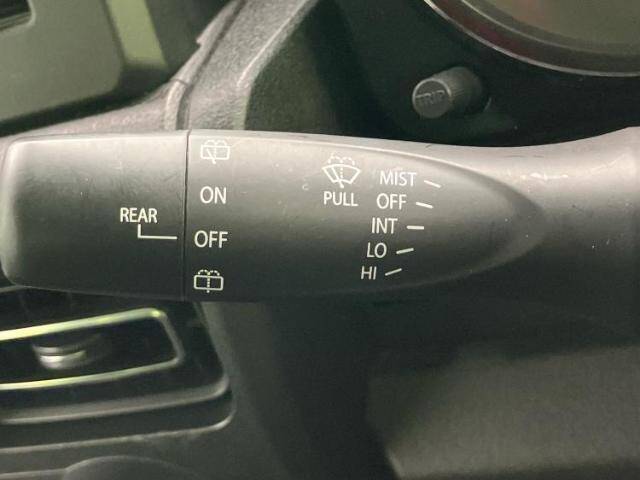 TRIP
MIST
ON
PULL
OFF
REAR
INT
OFF
LO
HI